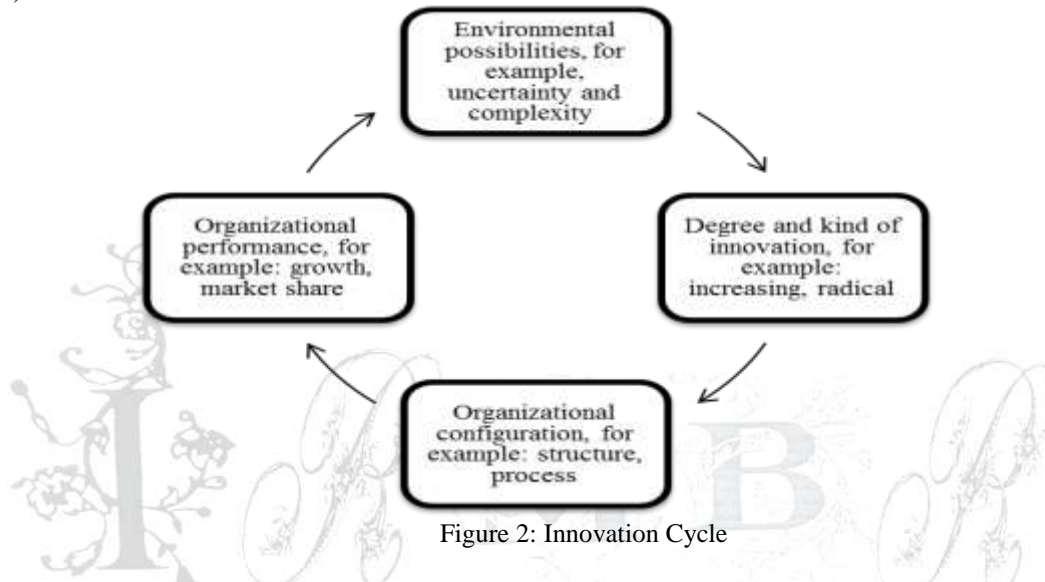 Environmental
possibilities, for
example,
uncertainty and
complexity
Organizational
performance, for
example: growth,
market share
Degree and kind of
innovation, for
example:
increasing, radical
Organizational
configuration, for
example: structure,
process
Figure 2: Innovation Cycle